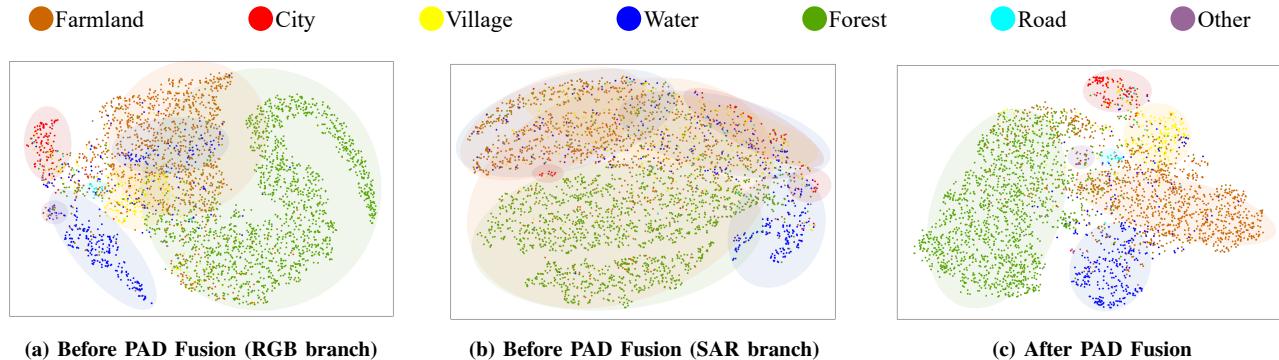 Farmland City Village Water Forest Road Other
(a) Before PAD Fusion (RGB branch) (b) Before PAD Fusion (SAR branch) (c) After PAD Fusion